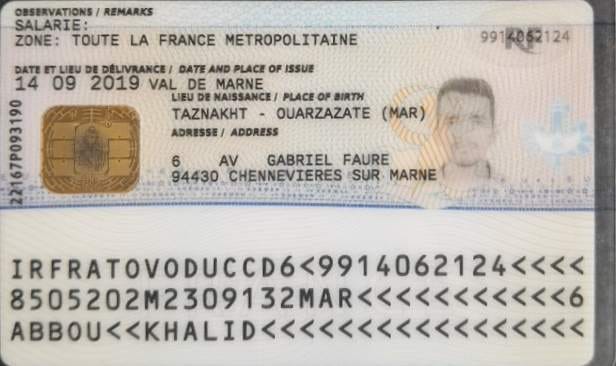 OBSERVATIONS / REMARKS
SALARIE:
ZONE: TOUTE LA FRANCE METROPOLITAINE
9914062124
RF
DATE ET LIEU DE DÉLIVRANCE / DATE AND PLACE OF ISSUE
14 09 2019 VAL DE MARNE
LIEU DE NAISSANCE / PLACE OF BIRTH
TAZNAKHT - OUARZAZATE (MAR)
ADRESSE / ADDRESS
6 AV GABRIEL FAURE
94430 CHENNEVIERES SUR MARNE
22167P093190
IRFRATOVODUCCD6<9914062124<<<<
8505202M2309132MAR<<<<<<<<<<<6
ABBOU<<KHALID<<<<<<<<<<<<<<<<<